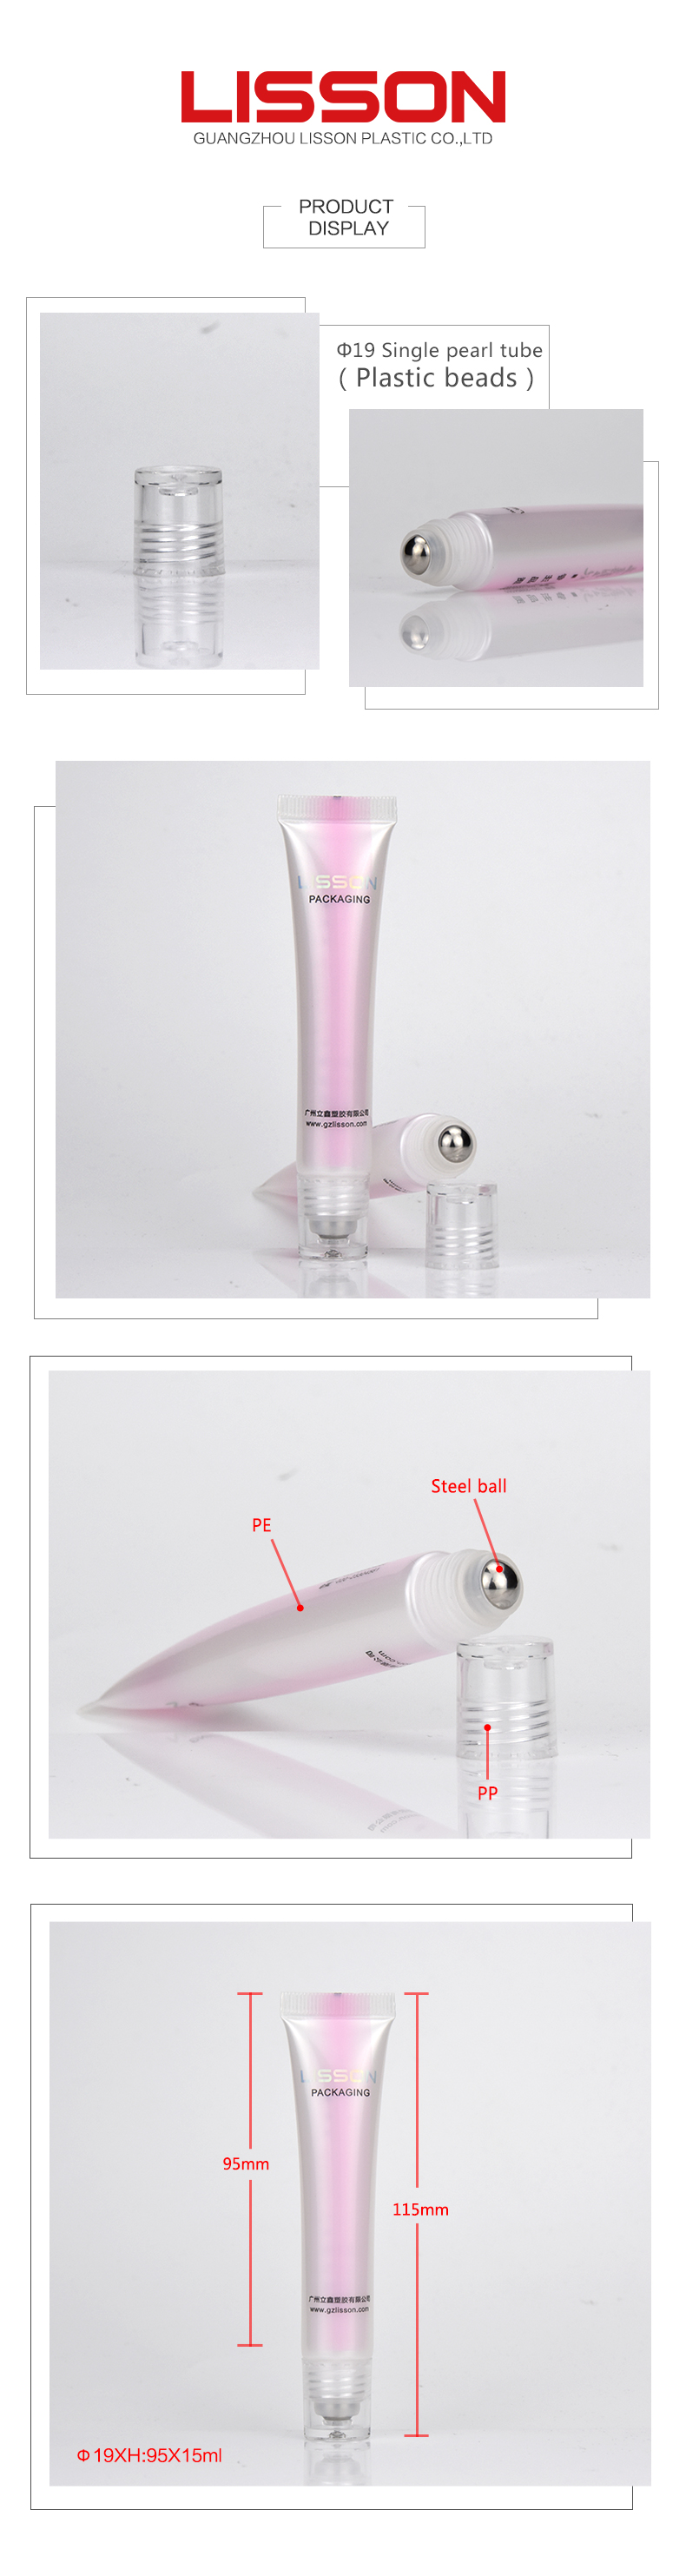 LISSON
GUANGZHOU LISSON PLASTIC CO.,LTD
PRODUCT
DISPLAY
Φ19 Single pearl tube
( Plastic beads )
LISSON
PACKAGING
广州立鑫塑胶有限公司
www.gzlisson.com
Steel ball
PE
PP
LISSON
PACKAGING
95mm
115mm
广州立鑫塑胶有限公司
www.gzlisson.com
Φ19XH:95X15ml